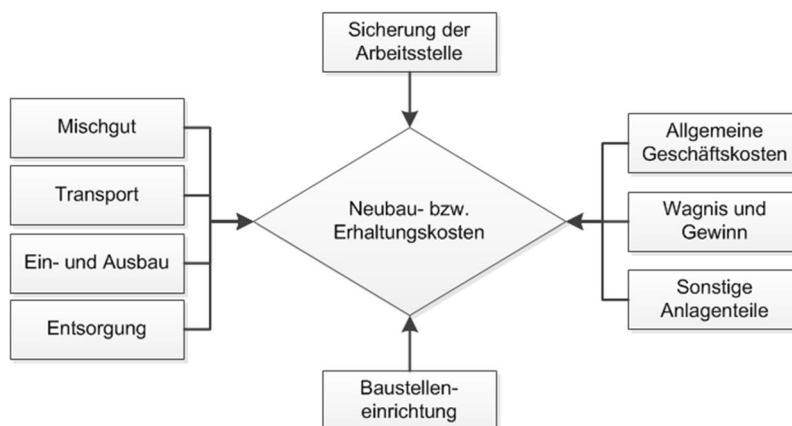 Sicherung der
Arbeitsstelle
Mischgut
Transport
Ein- und Ausbau
Entsorgung
Neubau- bzw.
Erhaltungskosten
Allgemeine
Geschäftskosten
Wagnis und
Gewinn
Sonstige
Anlagenteile
Baustellen-
einrichtung